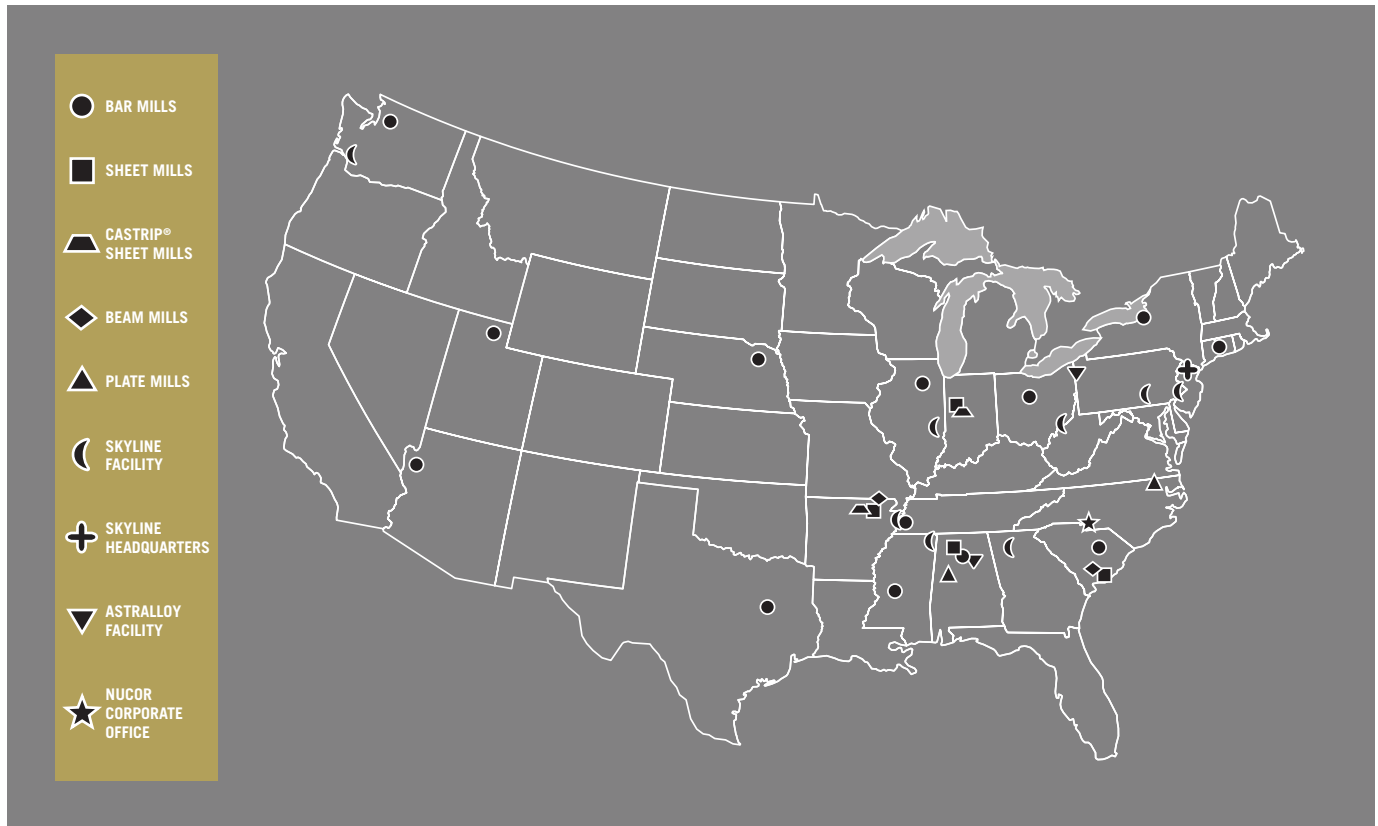 BAR MILLS
SHEET MILLS
CASTRIP®
SHEET MILLS
BEAM MILLS
PLATE MILLS
SKYLINE
FACILITY
SKYLINE
HEADQUARTERS
ASTRALLOY
FACILITY
NUCOR
CORPORATE
OFFICE